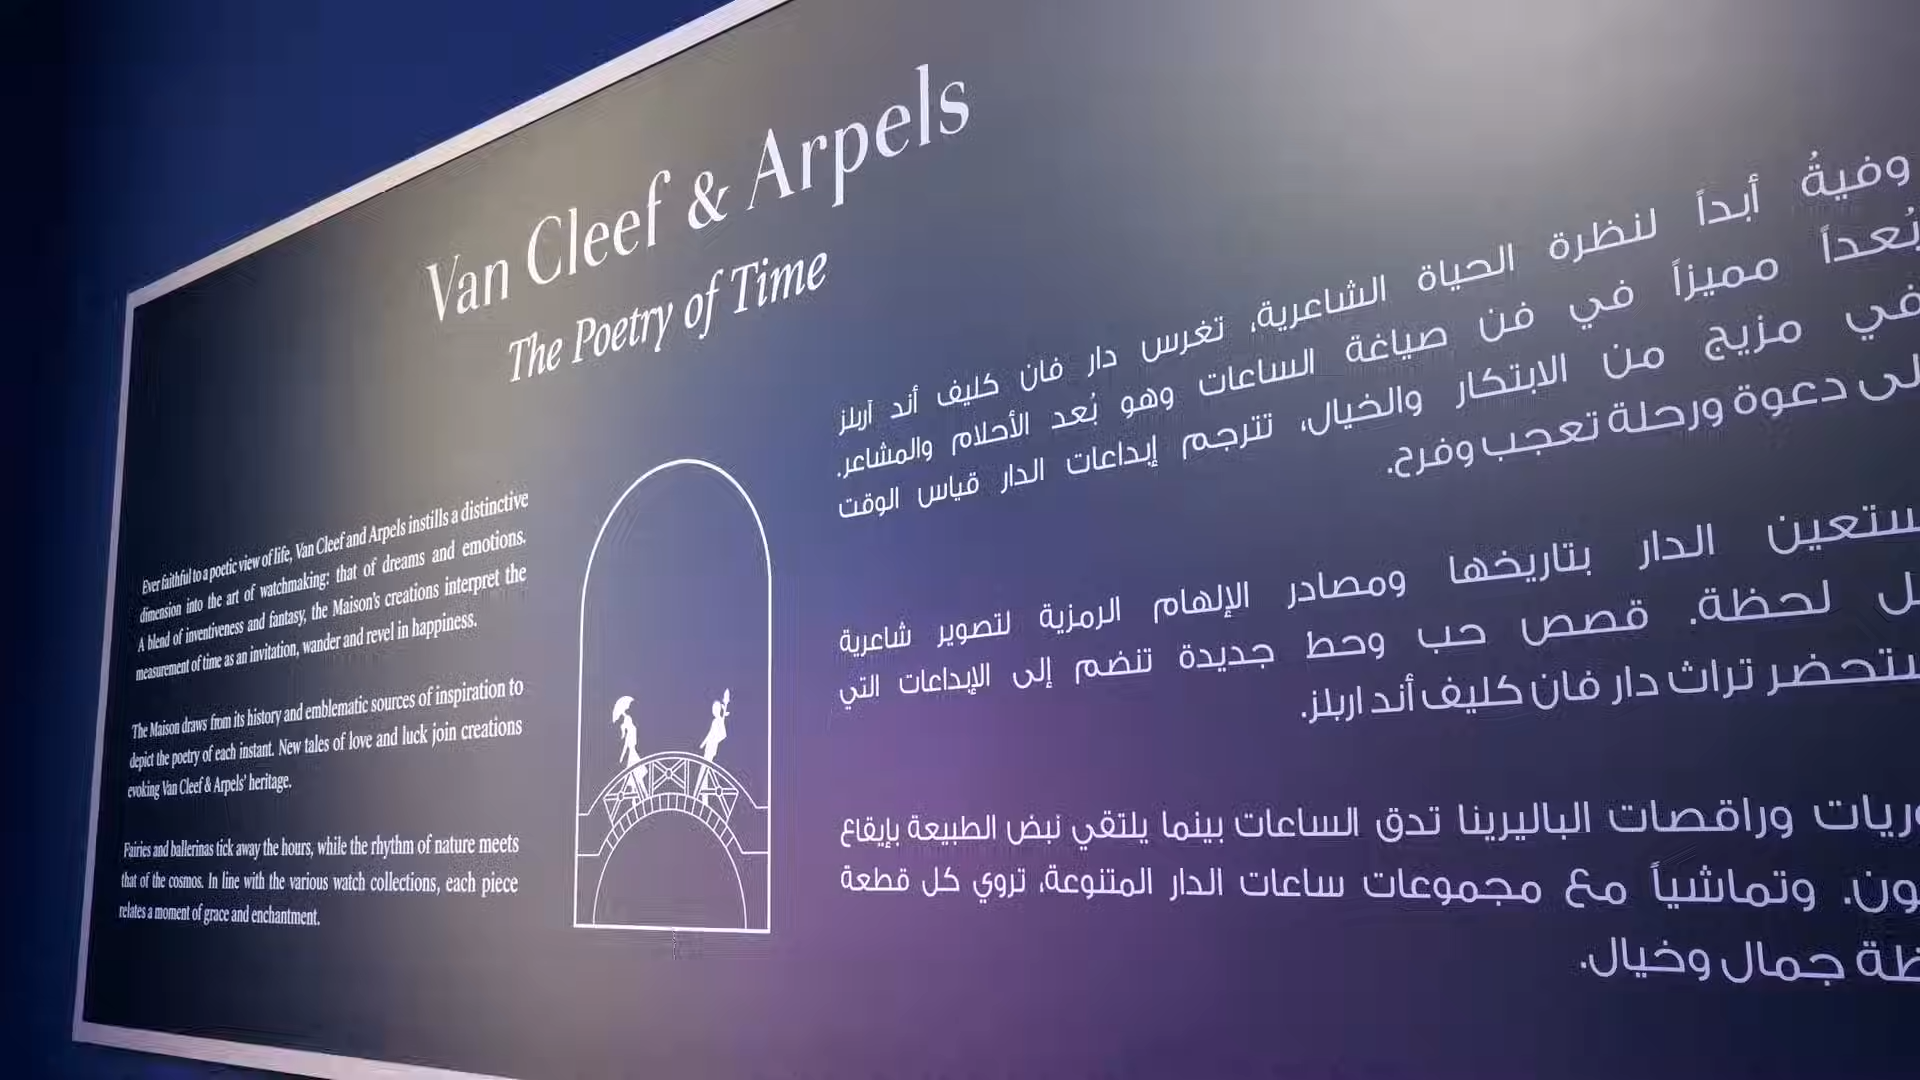 Van Cleef & Arpels
The Poetry of Time
Ever faithful to a poetic view of life, Van Cleef and Arpels instills a distinctive
dimension into the art of watchmaking: that of dreams and emotions.
A blend of inventiveness and fantasy, the Maison's creations interpret the
measurement of time as an invitation, wander and revel in happiness.
The Maison draws from its history and emblematic sources of inspiration to
depict the poetry of each instant. New tales of love and luck join creations
evoking Van Cleef & Arpels' heritage.
Fairies and ballerinas tick away the hours, while the rhythm of nature meets
that of the cosmos. In line with the various watch collections, each piece
relates a moment of grace and enchantment.
وفيةُ أبداً لنظرة الحياة الشاعرية، تغرس دار فان كليف أند آربلز
بُعداً مميزاً في فن صياغة الساعات وهو بُعد الأحلام والمشاعر.
في مزيج من الابتكار والخيال، تترجم إبداعات الدار قياس الوقت
دعوة ورحلة تعجب وفرح.
الدار بتاريخها ومصادر الإلهام الرمزية لتصوير شاعرية
لحظة. قصص حب وحظ جديدة تنضم إلى الإبداعات التي
تراث دار فان كليف أند اربلز.
وراقصات الباليرينا تدق الساعات بينما يلتقي نبض الطبيعة بإيقاع
وتماشياً مع مجموعات ساعات الدار المتنوعة، تروي كل قطعة
جمال وخيال.